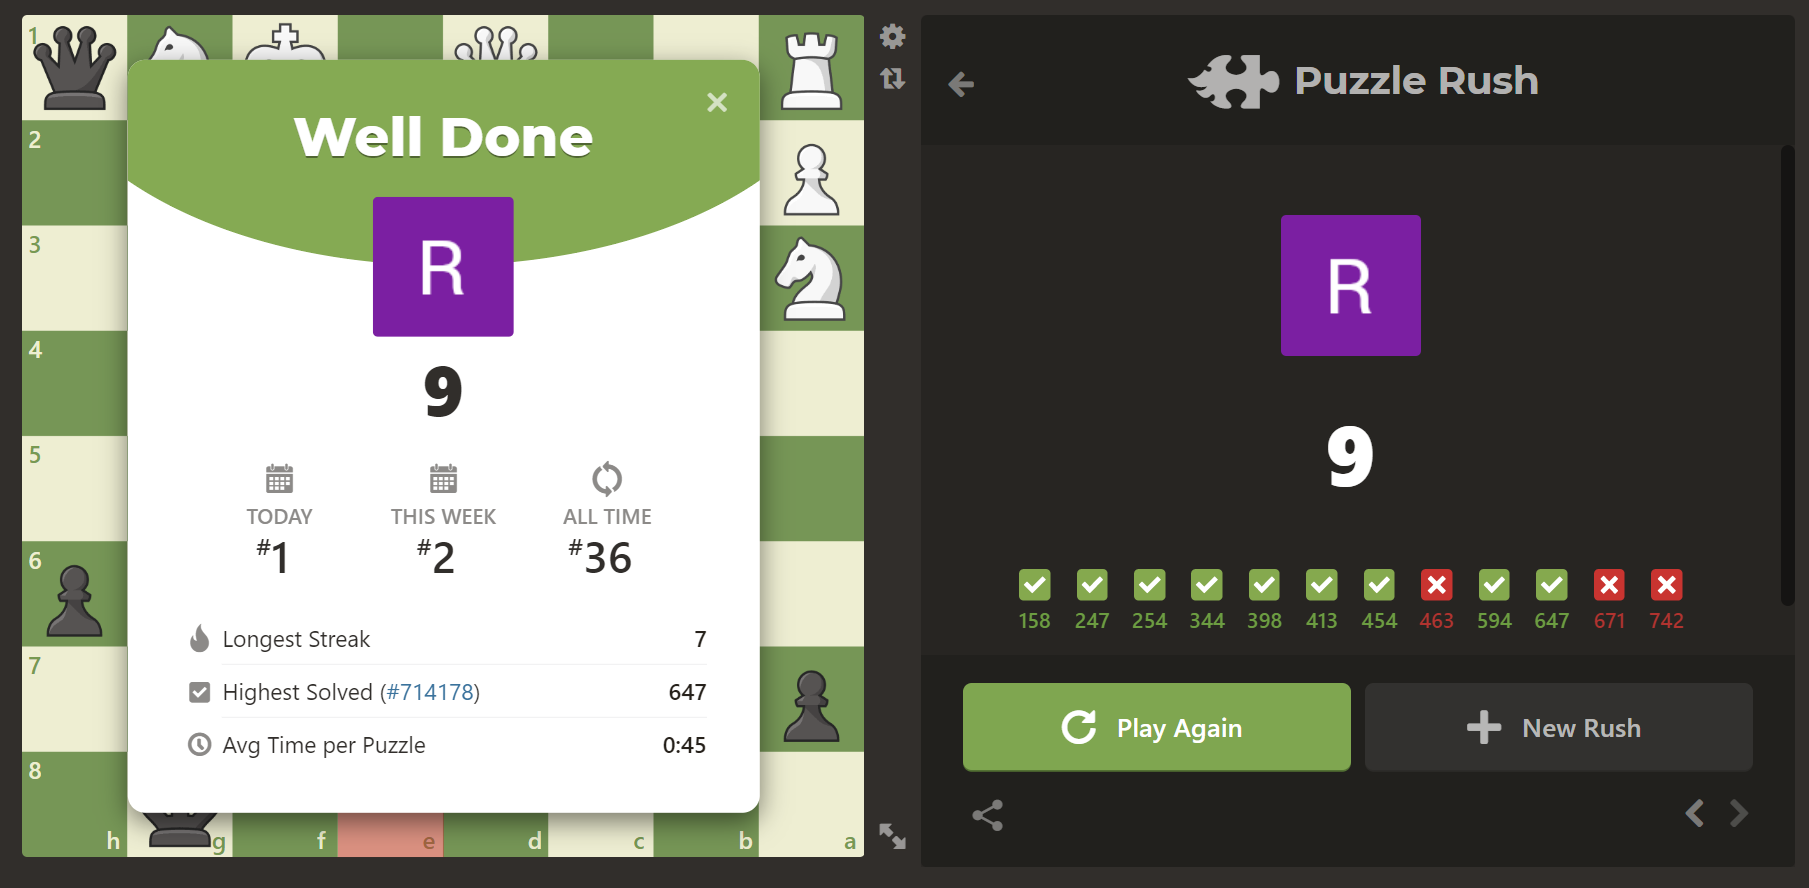 1
2
3
4
5
6
7
8
h
g
f
e
d
c
b
a
Well Done
R
9
TODAY
#1
THIS WEEK
#2
ALL TIME
#36
Longest Streak 7
Highest Solved (#714178) 647
Avg Time per Puzzle 0:45
Puzzle Rush
R
9
158 247 254 344 398 413 454 463 594 647 671 742
Play Again
New Rush